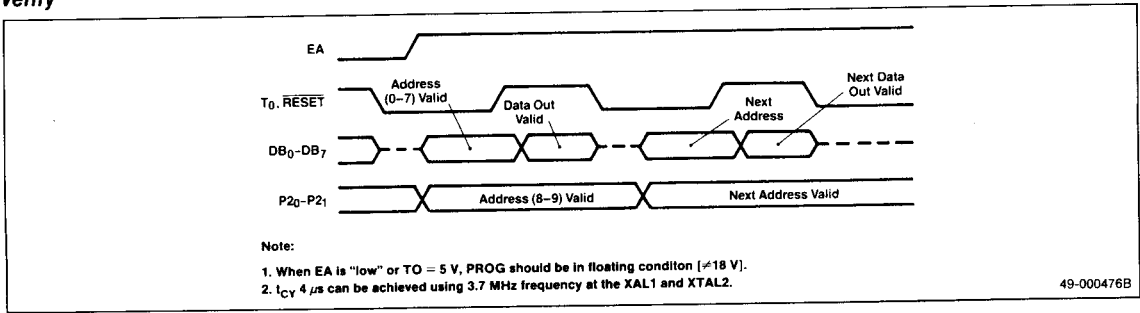 Verify
EA
T0, RESET
Address
(0–7) Valid
Data Out
Valid
Next
Address
Next Data
Out Valid
DB0-DB7
P20-P21
Address (8–9) Valid
Next Address Valid
Note:
1. When EA is "low" or TO = 5 V, PROG should be in floating conditon [≠18 V].
2. tCY 4 μs can be achieved using 3.7 MHz frequency at the XAL1 and XTAL2.
49-000476B